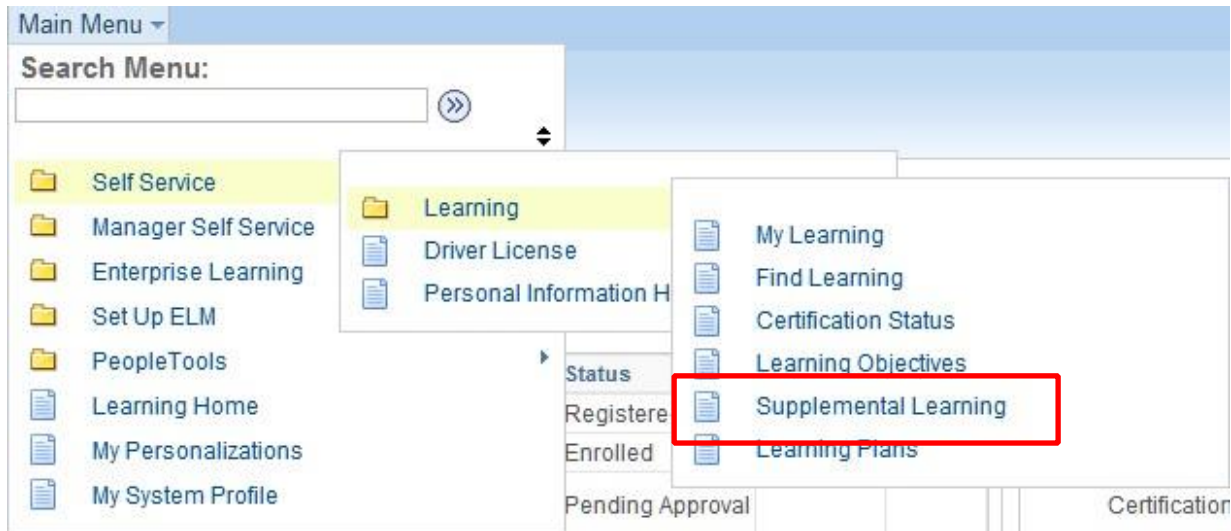 Main Menu
Search Menu:
Self Service
Manager Self Service
Enterprise Learning
Set Up ELM
PeopleTools
Learning Home
My Personalizations
My System Profile
Learning
Driver License
Personal Information H
My Learning
Find Learning
Certification Status
Learning Objectives
Supplemental Learning
Learning Plans
Status
Registere
Enrolled
Pending Approval
Certification